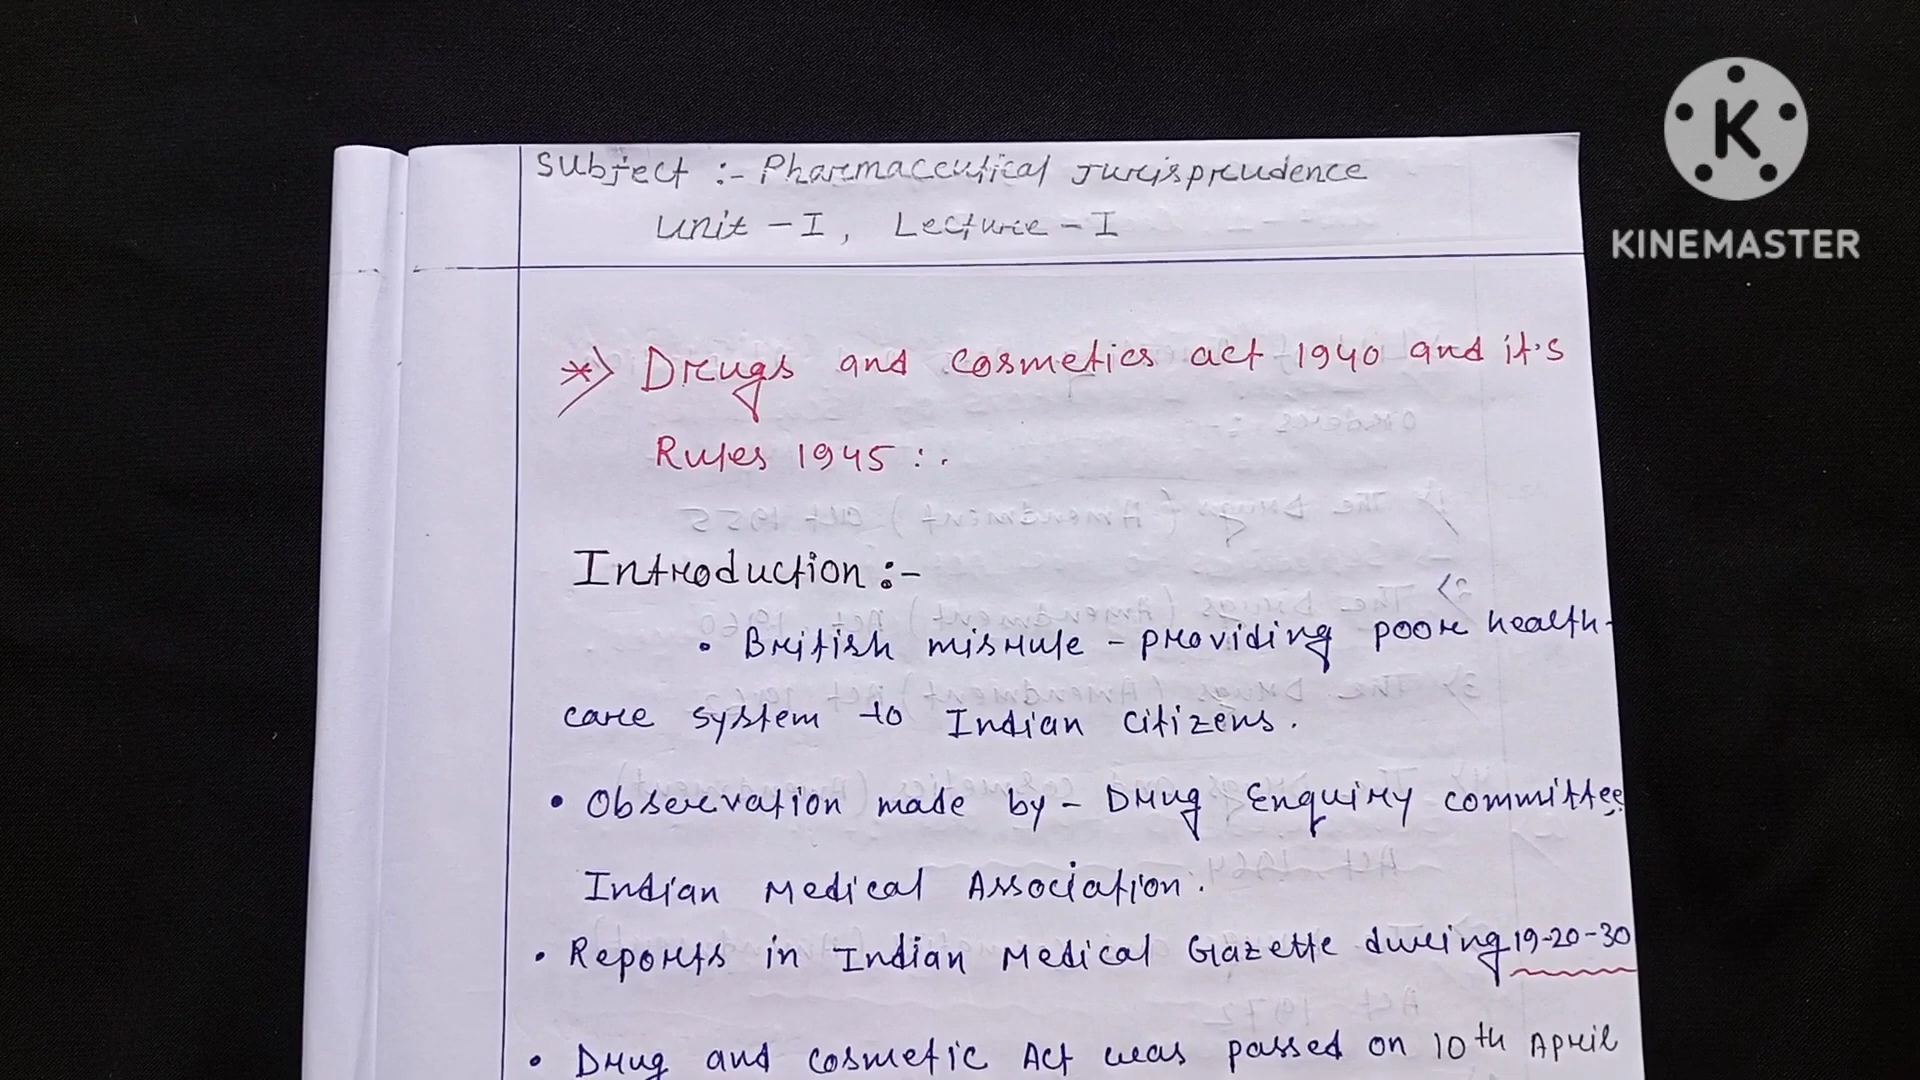 Subject :- Pharmaceutical Jurisprudence
Unit - I, Lecture - I
K
KINEMASTER
*) Drugs and Cosmetics act 1940 and it's
Rules 1945 :.
Introduction :-
• British misrule - providing poor health-
care system to Indian citizens.
• Observation made by - Drug Enquiry committee
Indian Medical Association.
• Reports in Indian Medical Gazette during 19-20-30
• Drug and cosmetic Act was passed on 10th April